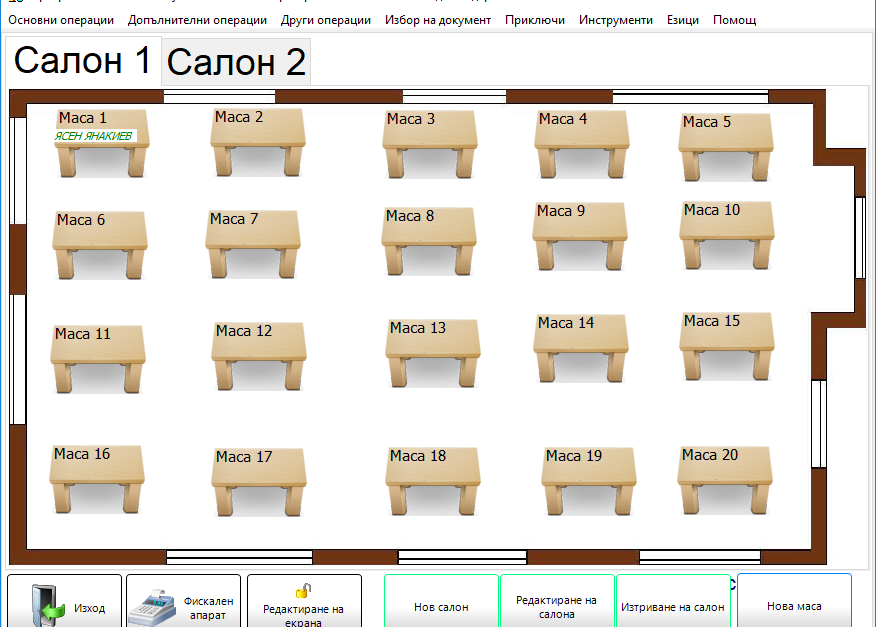 Основни операции Допълнителни операции Други операции Избор на документ Приключи Инструменти Езици Помощ
Салон 1 Салон 2
Маса 1 Маса 2 Маса 3 Маса 4 Маса 5
ЯСЕН ЯНАКИЕВ
Маса 6 Маса 7 Маса 8 Маса 9 Маса 10
Маса 11 Маса 12 Маса 13 Маса 14 Маса 15
Маса 16 Маса 17 Маса 18 Маса 19 Маса 20
Изход
Фискален
апарат
Редактиране на
екрана
Нов салон
Редактиране на
салона
Изтриване на салон
Нова маса